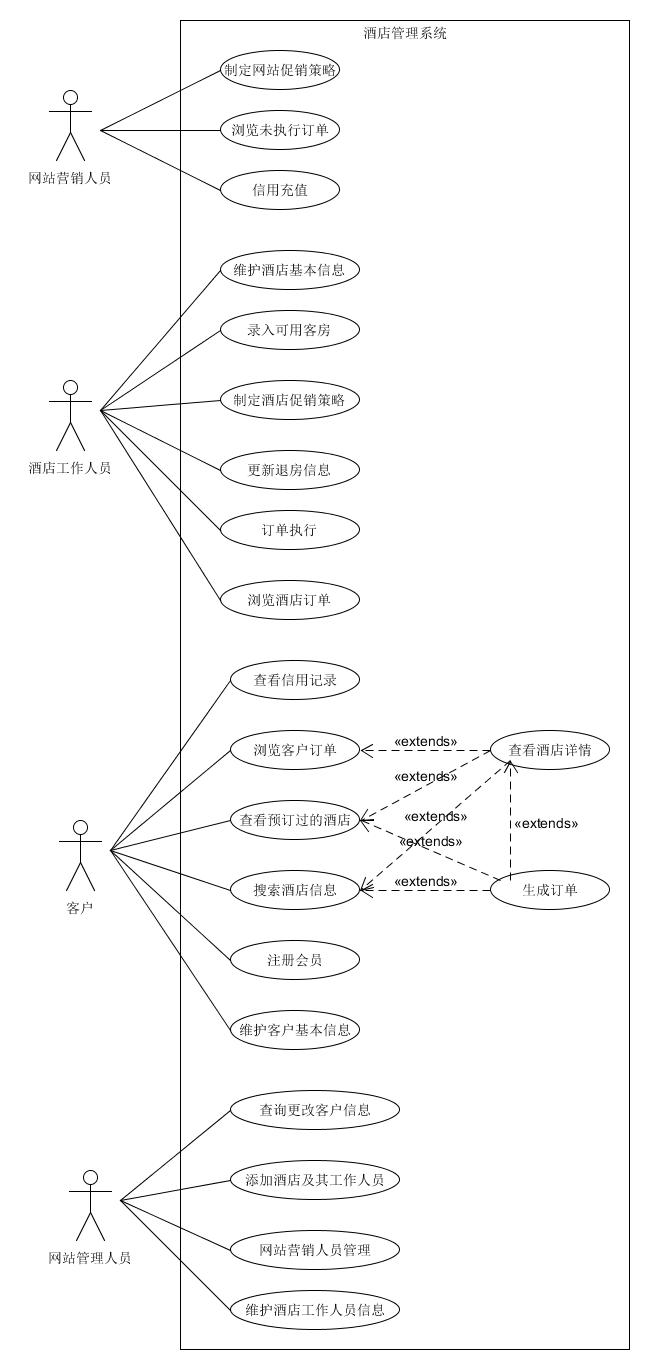 酒店管理系统
制定网站促销策略
浏览未执行订单
网站营销人员
信用充值
维护酒店基本信息
录入可用客房
制定酒店促销策略
酒店工作人员
更新退房信息
订单执行
浏览酒店订单
查看信用记录
浏览客户订单
«extends»
查看酒店详情
«extends»
查看预订过的酒店
«extends»
«extends»
«extends»
搜索酒店信息
«extends»
生成订单
客户
注册会员
维护客户基本信息
查询更改客户信息
添加酒店及其工作人员
网站管理人员
网站营销人员管理
维护酒店工作人员信息